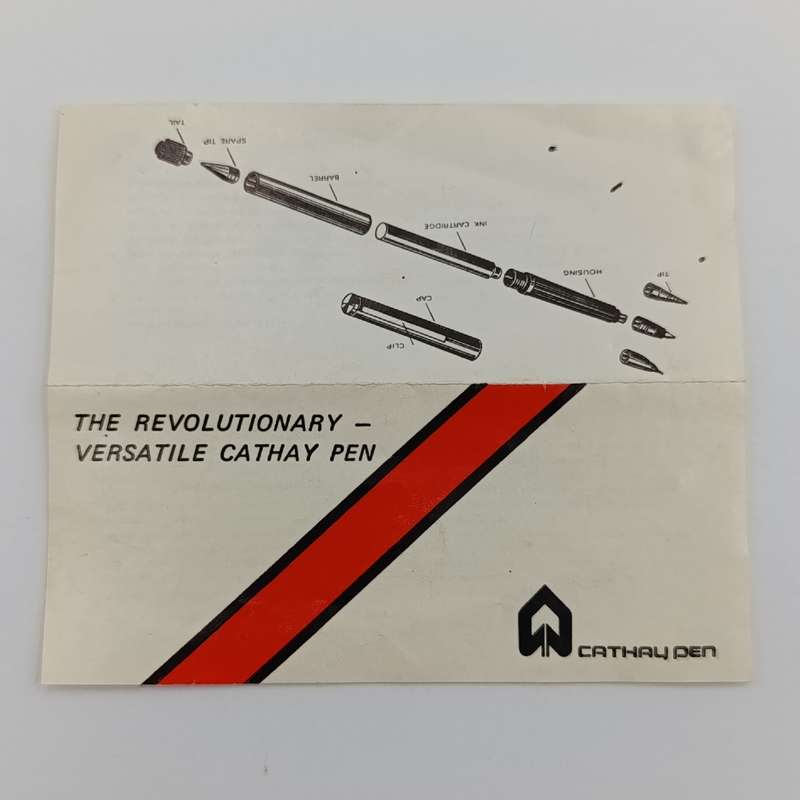 TAIL
SPARE TIP
BARREL
INK CARTRIDGE
HOUSING
TIP
CAP
CLIP
THE REVOLUTIONARY –
VERSATILE CATHAY PEN
CATHAY PEN